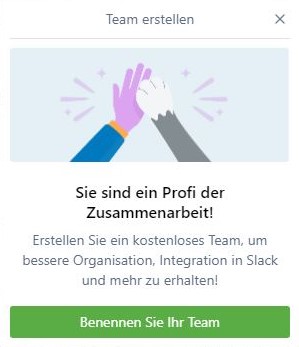 Team erstellen
Sie sind ein Profi der
Zusammenarbeit!
Erstellen Sie ein kostenloses Team, um
bessere Organisation, Integration in Slack
und mehr zu erhalten!
Benennen Sie Ihr Team